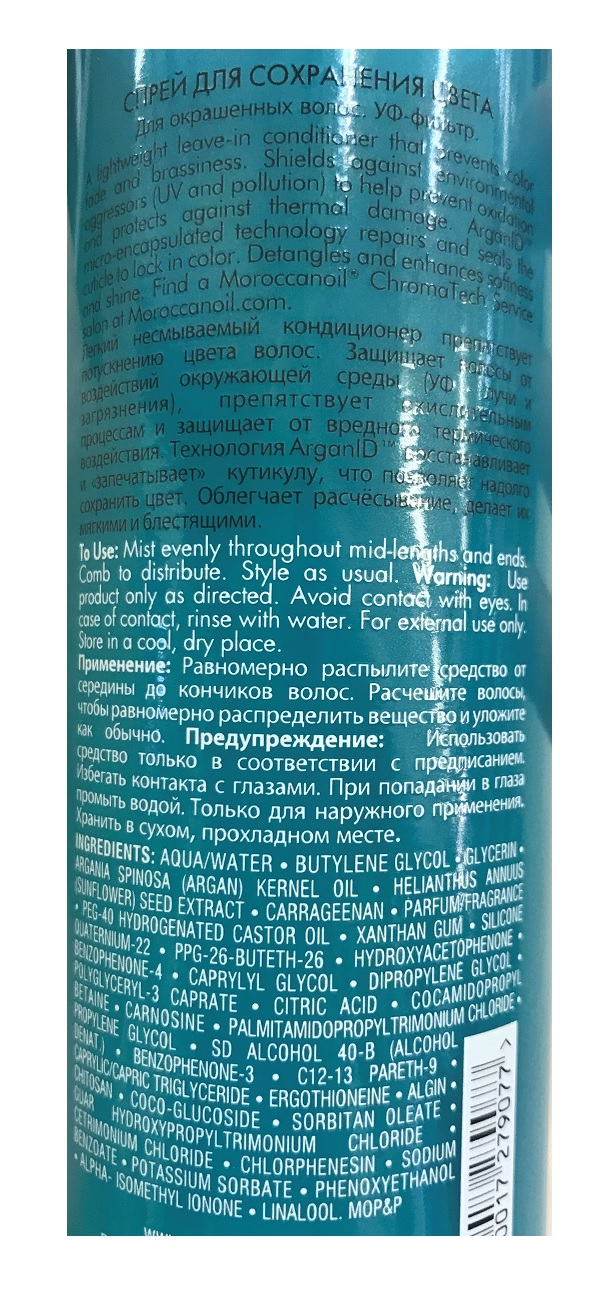 СПРЕЙ ДЛЯ СОХРАНЕНИЯ ЦВЕТА
Для окрашенных волос. УФ-фильтр.
A lightweight leave-in conditioner that prevents color
fade and brassiness. Shields against environmental
aggressors (UV and pollution) to help prevent oxidation
and protects against thermal damage. ArganID™
micro-encapsulated technology repairs and seals the
cuticle to lock in color. Detangles and enhances softness
and shine. Find a Moroccanoil® ChromaTech Service
salon at Moroccanoil.com.
Легкий несмываемый кондиционер препятствует
потускнению цвета волос. Защищает волосы от
воздействий окружающей среды (УФ лучи и
загрязнения), препятствует окислительным
процессам и защищает от вредного термического
воздействия. Технология ArganID™ восстанавливает
и «запечатывает» кутикулу, что позволяет надолго
сохранить цвет. Облегчает расчёсывание, делает их
мягкими и блестящими.
To Use: Mist evenly throughout mid-lengths and ends.
Comb to distribute. Style as usual. Warning: Use
product only as directed. Avoid contact with eyes. In
case of contact, rinse with water. For external use only.
Store in a cool, dry place.
Применение: Равномерно распылите средство от
середины до кончиков волос. Расчешите волосы,
чтобы равномерно распределить вещество и уложите
как обычно. Предупреждение: Использовать
средство только в соответствии с предписанием.
Избегать контакта с глазами. При попадании в глаза
промыть водой. Только для наружного применения.
Хранить в сухом, прохладном месте.
INGREDIENTS: AQUA/WATER • BUTYLENE GLYCOL • GLYCERIN •
ARGANIA SPINOSA (ARGAN) KERNEL OIL • HELIANTHUS ANNUUS
(SUNFLOWER) SEED EXTRACT • CARRAGEENAN • PARFUM/FRAGRANCE
• PEG-40 HYDROGENATED CASTOR OIL • XANTHAN GUM • SILICONE
QUATERNIUM-22 • PPG-26-BUTETH-26 • HYDROXYACETOPHENONE •
BENZOPHENONE-4 • CAPRYLYL GLYCOL • DIPROPYLENE GLYCOL •
POLYGLYCERYL-3 CAPRATE • CITRIC ACID • COCAMIDOPROPYL
BETAINE • CARNOSINE • PALMITAMIDOPROPYLTRIMONIUM CHLORIDE •
PROPYLENE GLYCOL • SD ALCOHOL 40-B (ALCOHOL
DENAT.) • BENZOPHENONE-3 • C12-13 PARETH-9 •
CAPRYLIC/CAPRIC TRIGLYCERIDE • ERGOTHIONEINE • ALGIN •
CHITOSAN • COCO-GLUCOSIDE • SORBITAN OLEATE •
GUAR HYDROXYPROPYLTRIMONIUM CHLORIDE •
CETRIMONIUM CHLORIDE • CHLORPHENESIN • SODIUM
BENZOATE • POTASSIUM SORBATE • PHENOXYETHANOL
• ALPHA- ISOMETHYL IONONE • LINALOOL. MOP&P
0017 279077 >